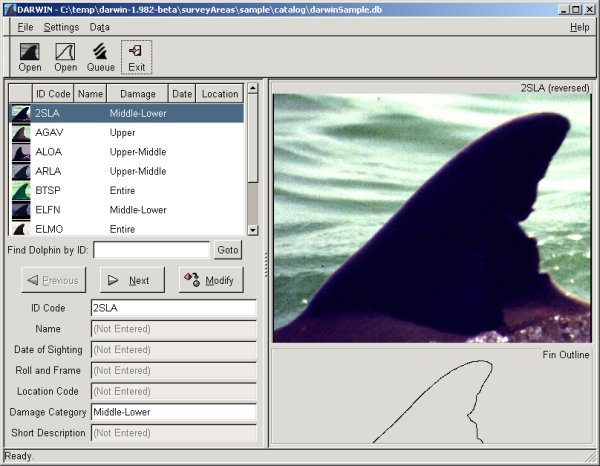 DARWIN - C:\temp\darwin-1.982-beta\surveyAreas\sample\catalog\darwinSample.db
File Settings Data Help
Open Open Queue Exit
ID Code Name Damage Date Location
2SLA Middle-Lower
AGAV Upper
ALOA Upper-Middle
ARLA Upper-Middle
BTSP Entire
ELFN Middle-Lower
ELMO Entire
Find Dolphin by ID: Goto
Previous Next Modify
ID Code 2SLA
Name (Not Entered)
Date of Sighting (Not Entered)
Roll and Frame (Not Entered)
Location Code (Not Entered)
Damage Category Middle-Lower
Short Description (Not Entered)
2SLA (reversed)
Fin Outline
Ready.